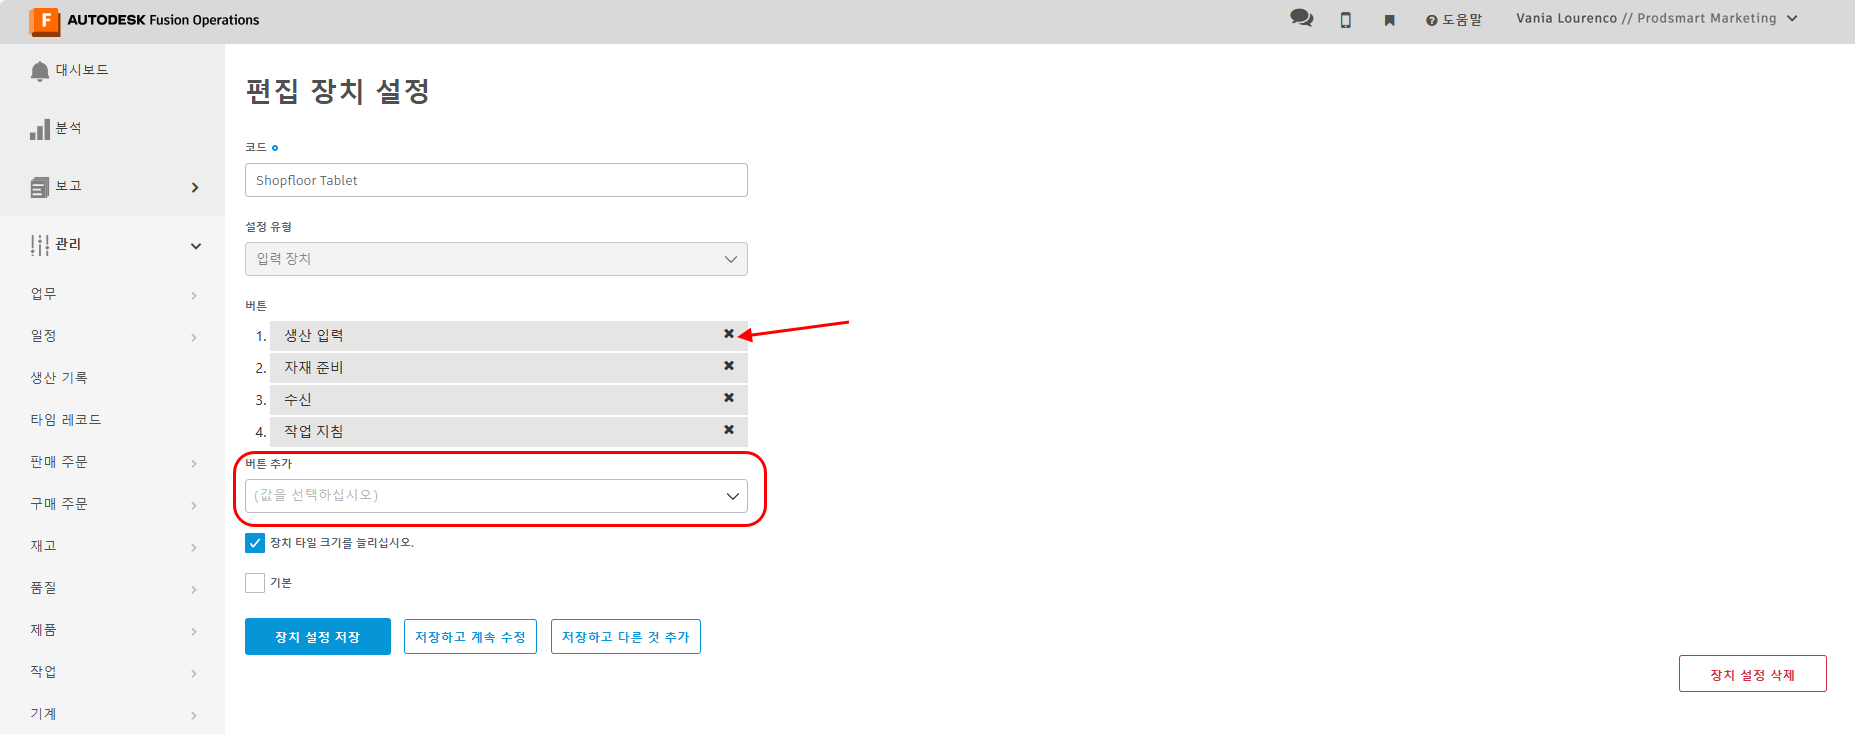 AUTODESK Fusion Operations
도움말
Vania Lourenco // Prodsmart Marketing
대시보드
분석
보고
관리
업무
일정
생산 기록
타임 레코드
판매 주문
구매 주문
재고
품질
제품
작업
기계
편집 장치 설정
코드
Shopfloor Tablet
설정 유형
입력 장치
버튼
1. 생산 입력
2. 자재 준비
3. 수신
4. 작업 지침
버튼 추가
(값을 선택하십시오)
장치 타일 크기를 늘리십시오.
기본
장치 설정 저장
저장하고 계속 수정
저장하고 다른 것 추가
장치 설정 삭제